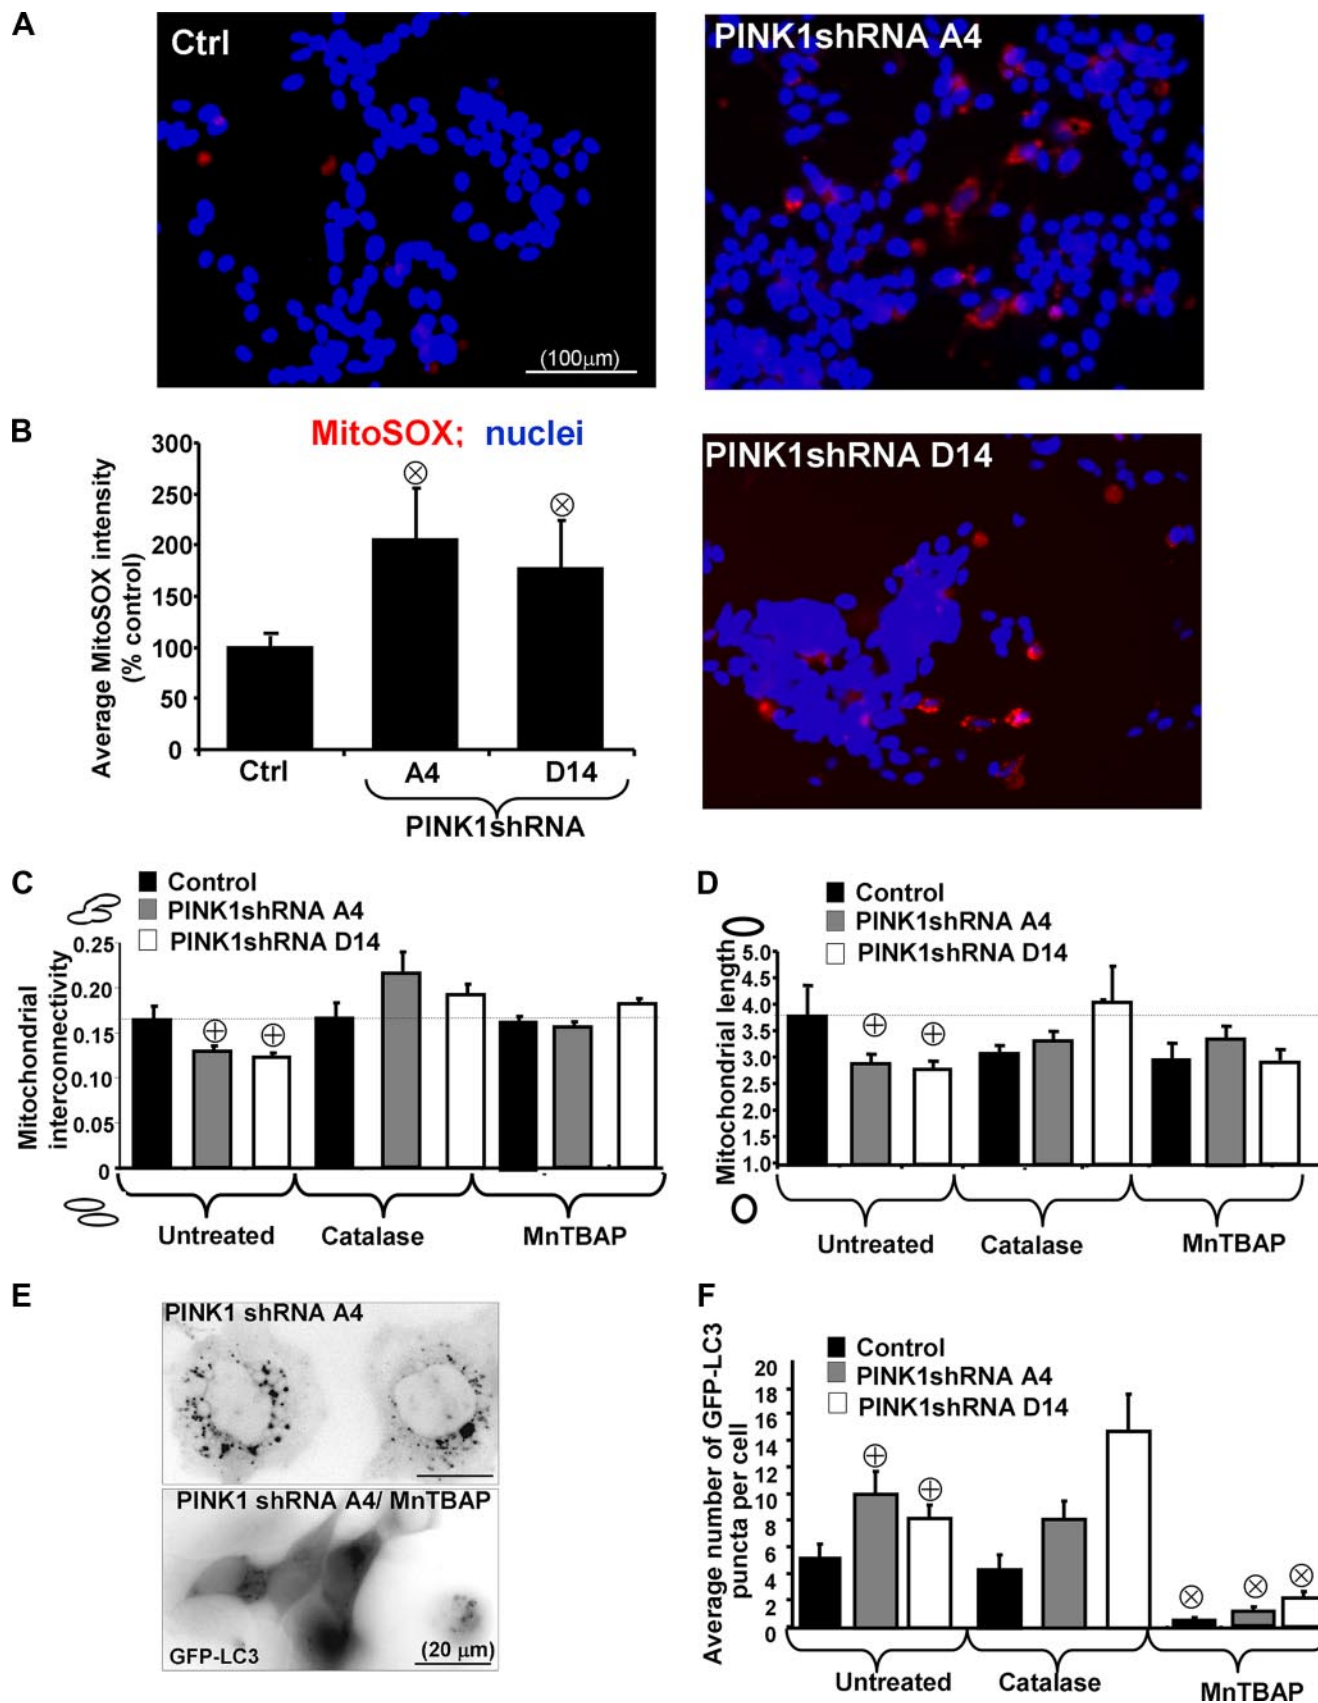 A
Ctrl
(100µm)
PINK1shRNA A4
B
MitoSOX; nuclei
Average MitoSOX intensity
(% control)
300
250
200
150
100
50
0
Ctrl
A4
D14
PINK1shRNA
PINK1shRNA D14
C
Control
PINK1shRNA A4
PINK1shRNA D14
Mitochondrial
interconnectivity
0.25
0.20
0.15
0.10
0.05
0
Untreated
Catalase
MnTBAP
D
Control
PINK1shRNA A4
PINK1shRNA D14
Mitochondrial length
5.0
4.5
4.0
3.5
3.0
2.5
2.0
1.5
1.0
Untreated
Catalase
MnTBAP
E
PINK1 shRNA A4
PINK1 shRNA A4/ MnTBAP
GFP-LC3
(20 µm)
F
Control
PINK1shRNA A4
PINK1shRNA D14
Average number of GFP-LC3
puncta per cell
20
18
16
14
12
10
8
6
4
2
0
Untreated
Catalase
MnTBAP